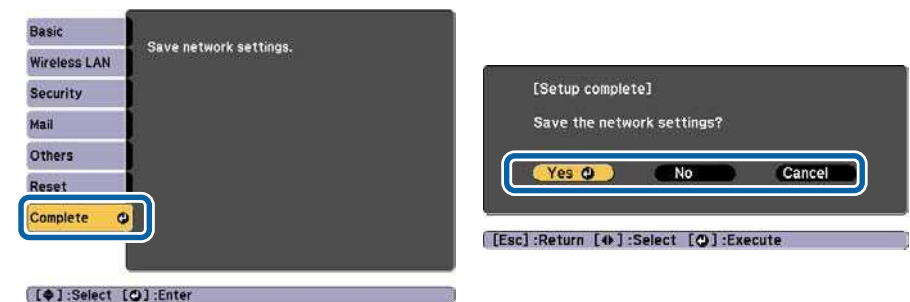 Basic
Wireless LAN
Security
Mail
Others
Reset
Complete
Save network settings.
[◆] :Select [⏎] :Enter
[Setup complete]
Save the network settings?
Yes No Cancel
[Esc] :Return [◀▶] :Select [⏎] :Execute